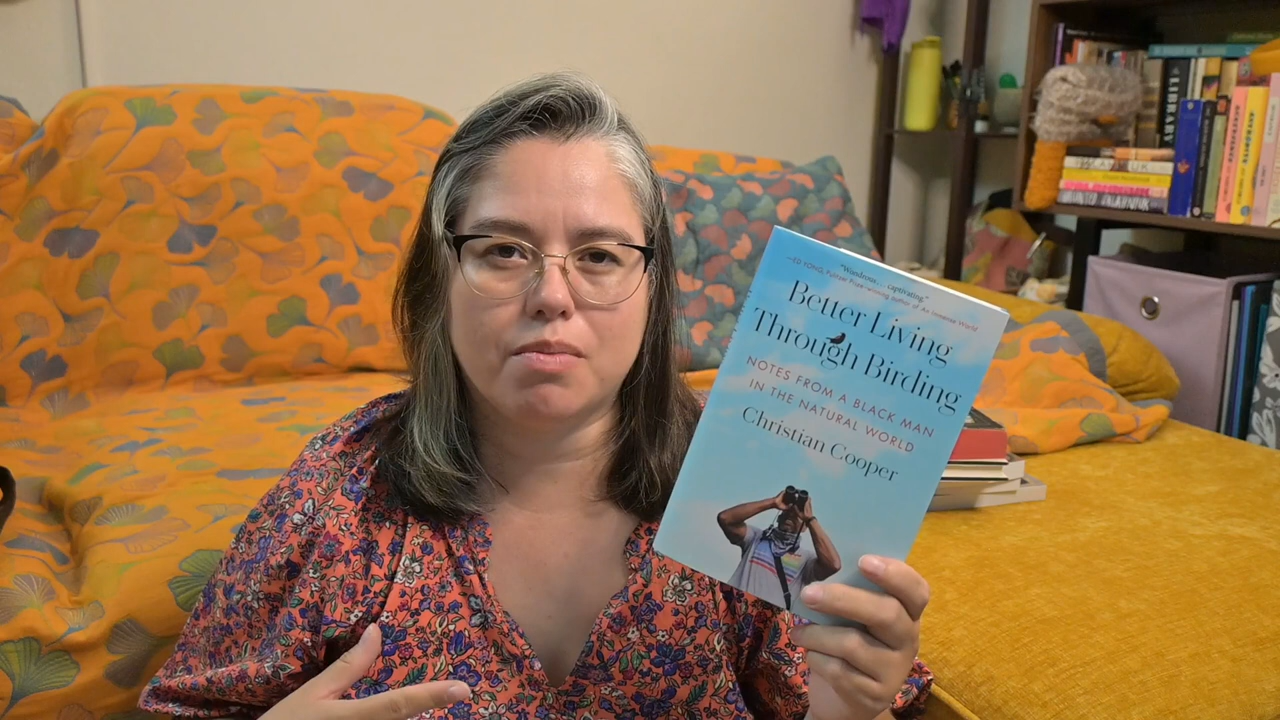 "Wondrous... captivating."
—ED YONG, Pulitzer Prize–winning author of An Immense World
Better Living
Through Birding
NOTES FROM A BLACK MAN
IN THE NATURAL WORLD
Christian Cooper
LIBRARY